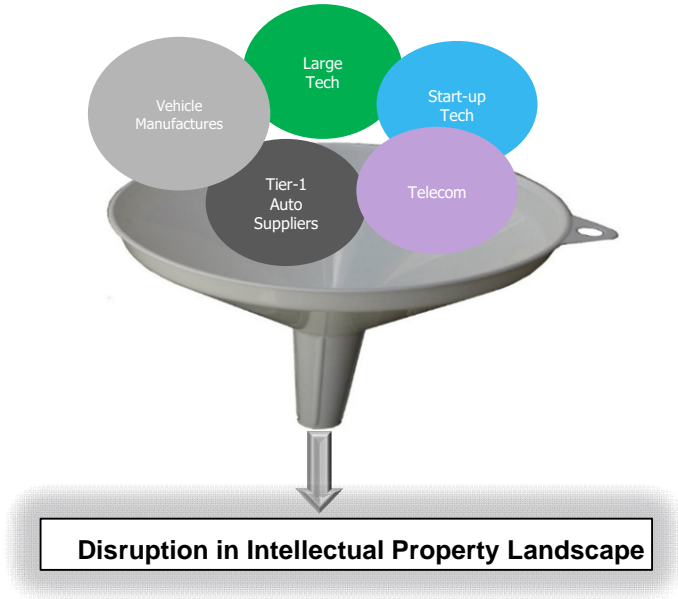 Large
Tech
Vehicle
Manufactures
Start-up
Tech
Tier-1
Auto
Suppliers
Telecom
Disruption in Intellectual Property Landscape